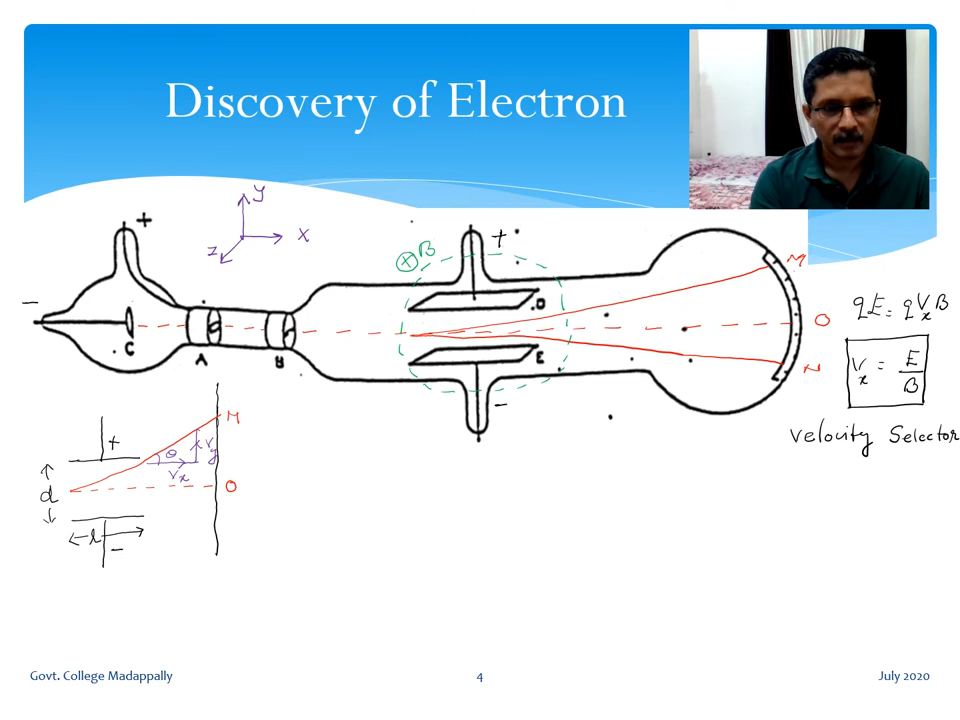 Discovery of Electron
+
y
x
z
⊗ B
+
M
−
D
C
O
A
B
E
N
−
qE = qVxB
Vx = E/B
Velocity Selector
+
M
θ
Vy
Vx
d
O
l
−
Govt. College Madappally
4
July 2020